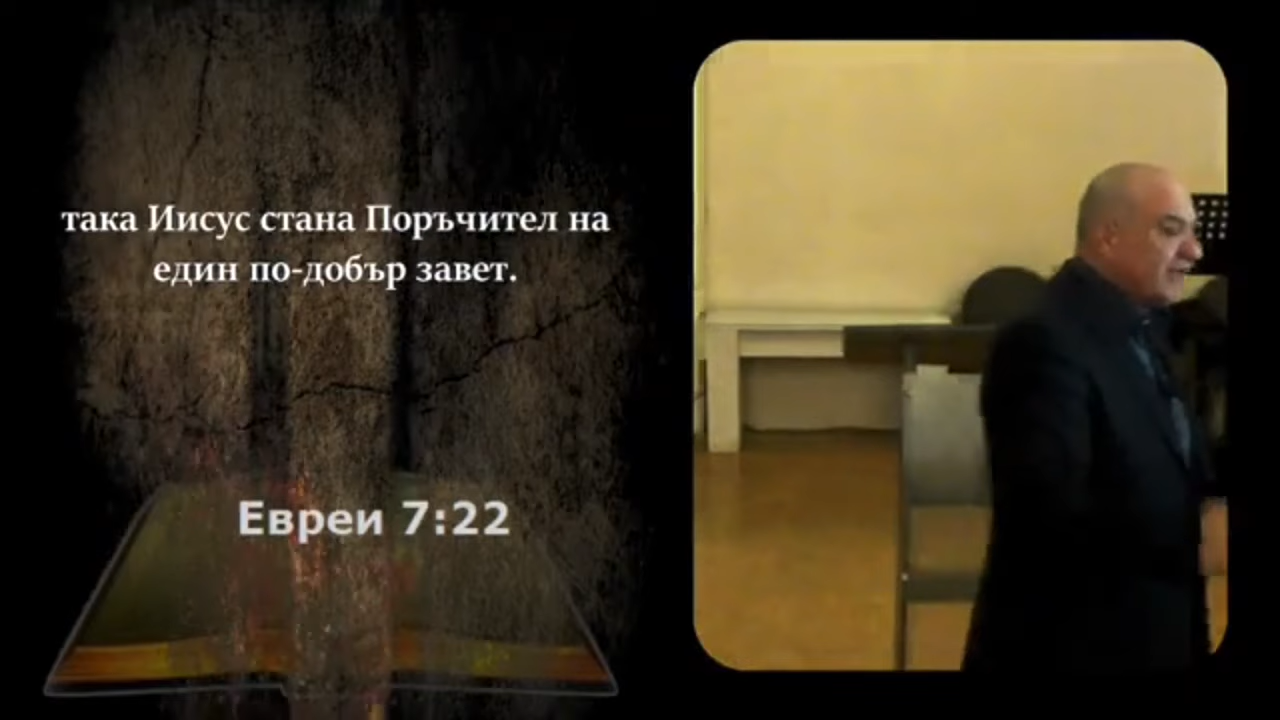 така Иисус стана Поръчител на
един по-добър завет.
Евреи 7:22